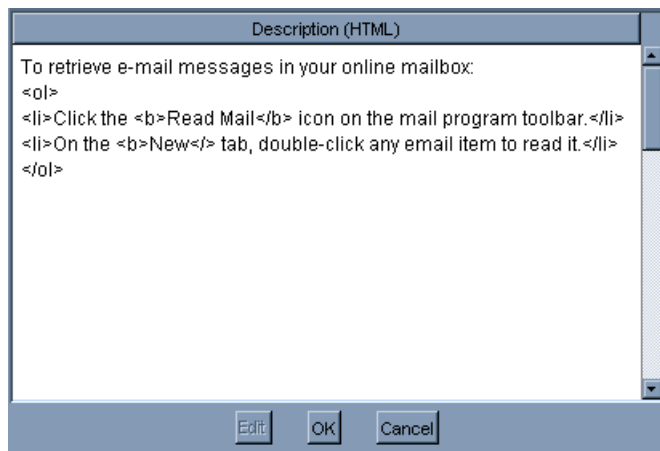 Description (HTML)
To retrieve e-mail messages in your online mailbox:
<ol>
<li>Click the <b>Read Mail</b> icon on the mail program toolbar.</li>
<li>On the <b>New</> tab, double-click any email item to read it.</li>
</ol>
Edit OK Cancel